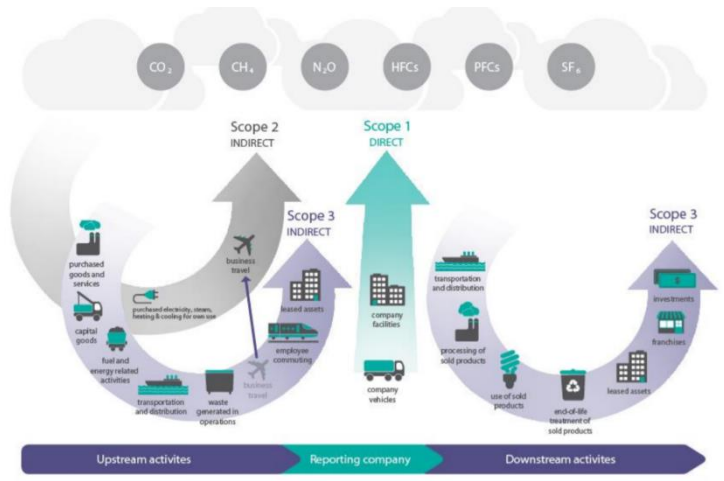 CO₂
CH₄
N₂O
HFCs
PFCs
SF₆
Scope 2
INDIRECT
Scope 1
DIRECT
Scope 3
INDIRECT
Scope 3
INDIRECT
purchased
goods and
services
capital
goods
fuel and
energy related
activities
purchased electricity, steam,
heating & cooling for own use
transportation
and distribution
waste
generated in
operations
business
travel
business
travel
employee
commuting
leased assets
company
facilities
company
vehicles
transportation
and distribution
processing of
sold products
use of sold
products
end-of-life
treatment of
sold products
leased assets
franchises
investments
Upstream activites
Reporting company
Downstream activites